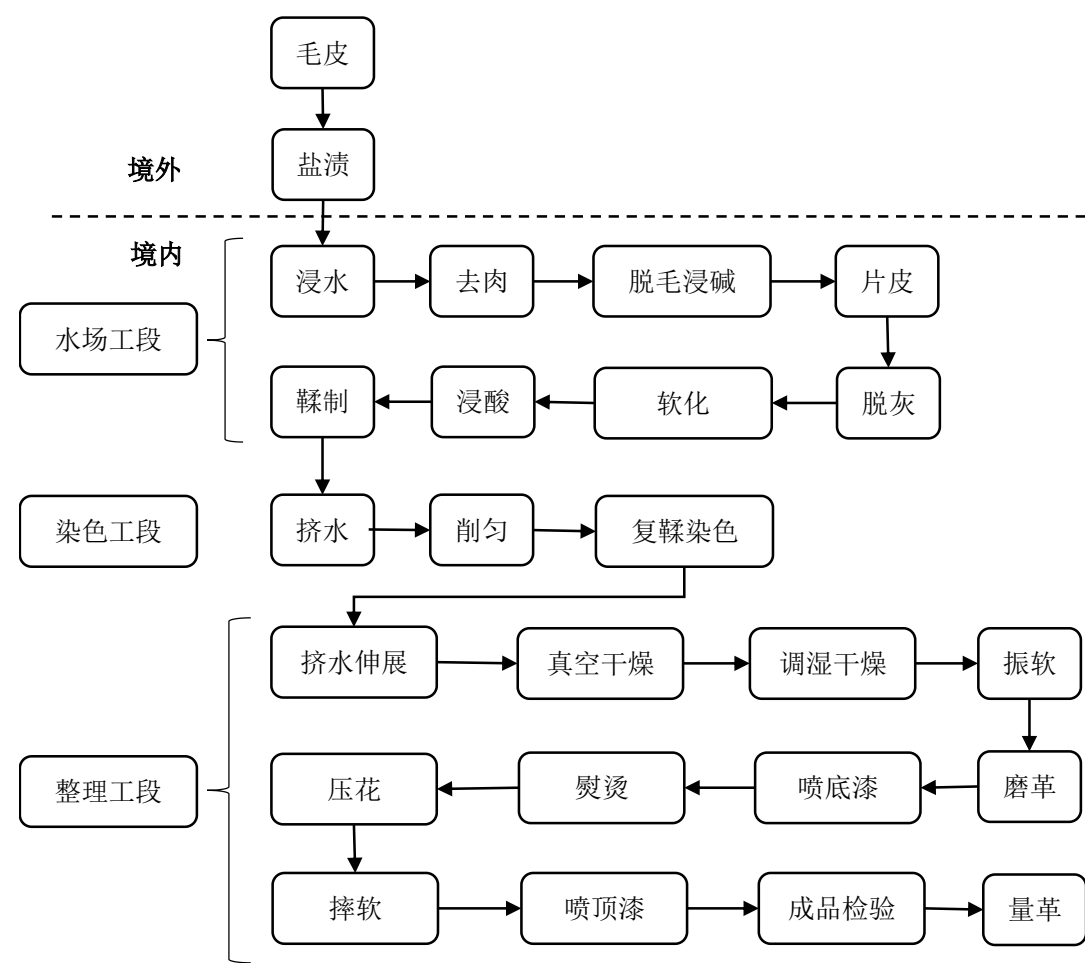 毛皮
盐渍
境外
境内
浸水
去肉
脱毛浸碱
片皮
水场工段
鞣制
浸酸
软化
脱灰
染色工段
挤水
削匀
复鞣染色
挤水伸展
真空干燥
调湿干燥
振软
整理工段
压花
熨烫
喷底漆
磨革
摔软
喷顶漆
成品检验
量革